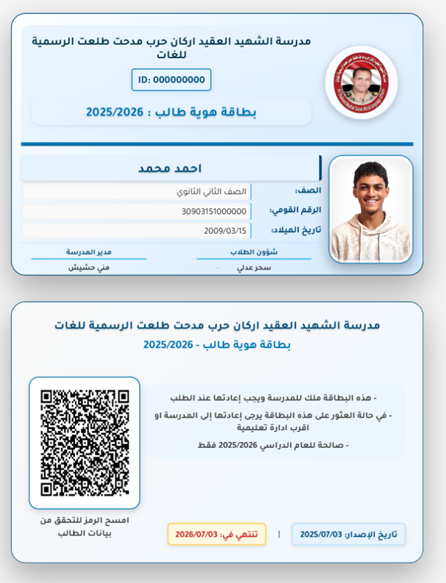 مدرسة الشهيد العقيد اركان حرب مدحت طلعت الرسمية
للغات
ID: 000000000
بطاقة هوية طالب : 2025/2026
احمد محمد
الصف: الصف الثاني الثانوي
الرقم القومي: 30903151000000
تاريخ الميلاد: 2009/03/15
شؤون الطلاب
سحر عدلي
مدير المدرسة
مني حشيش
مدرسة الشهيد العقيد اركان حرب مدحت طلعت الرسمية للغات
بطاقة هوية طالب - 2025/2026
- هذه البطاقة ملك للمدرسة ويجب إعادتها عند الطلب
- في حالة العثور على هذه البطاقة يرجى إعادتها إلى المدرسة او
اقرب ادارة تعليمية
- صالحة للعام الدراسي 2025/2026 فقط
امسح الرمز للتحقق من
بيانات الطالب
تاريخ الإصدار: 2025/07/03 | تنتهي في: 2026/07/03